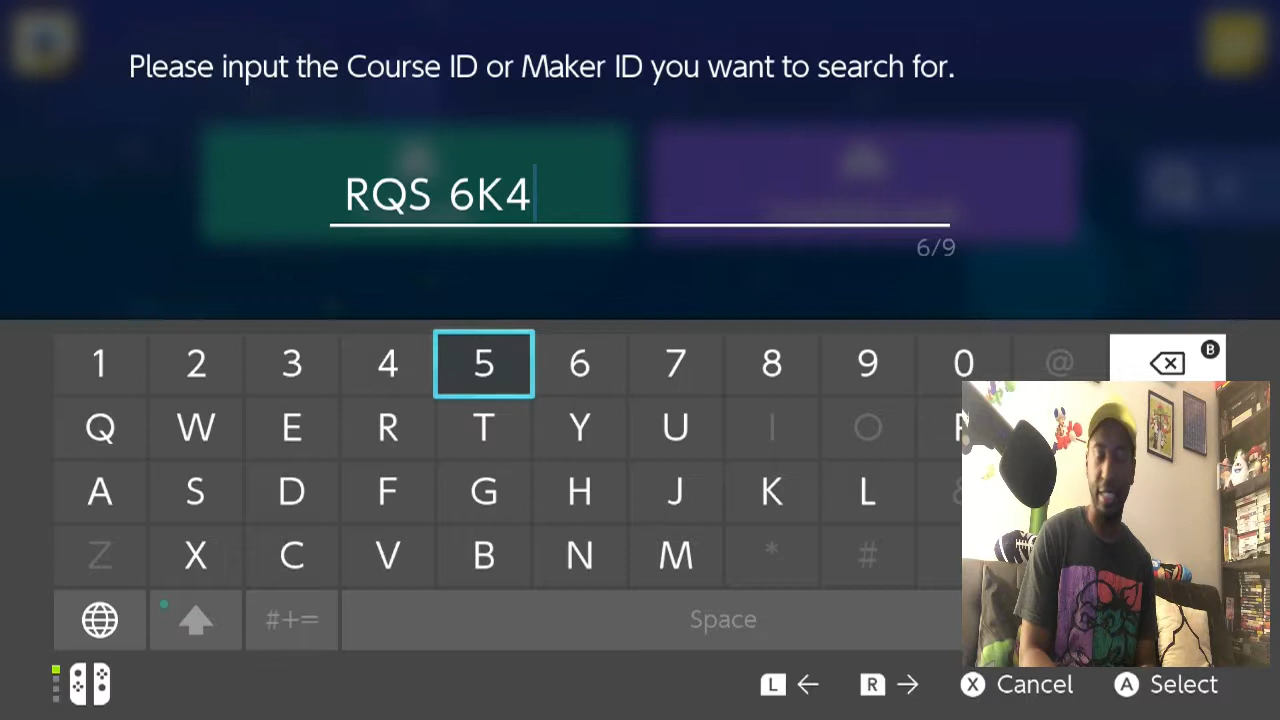 Please input the Course ID or Maker ID you want to search for.
RQS 6K4
6/9
1 2 3 4 5 6 7 8 9 0 @ B
Q W E R T Y U I O P
A S D F G H J K L &
Z X C V B N M * #
#+= Space
L ← R → X Cancel A Select